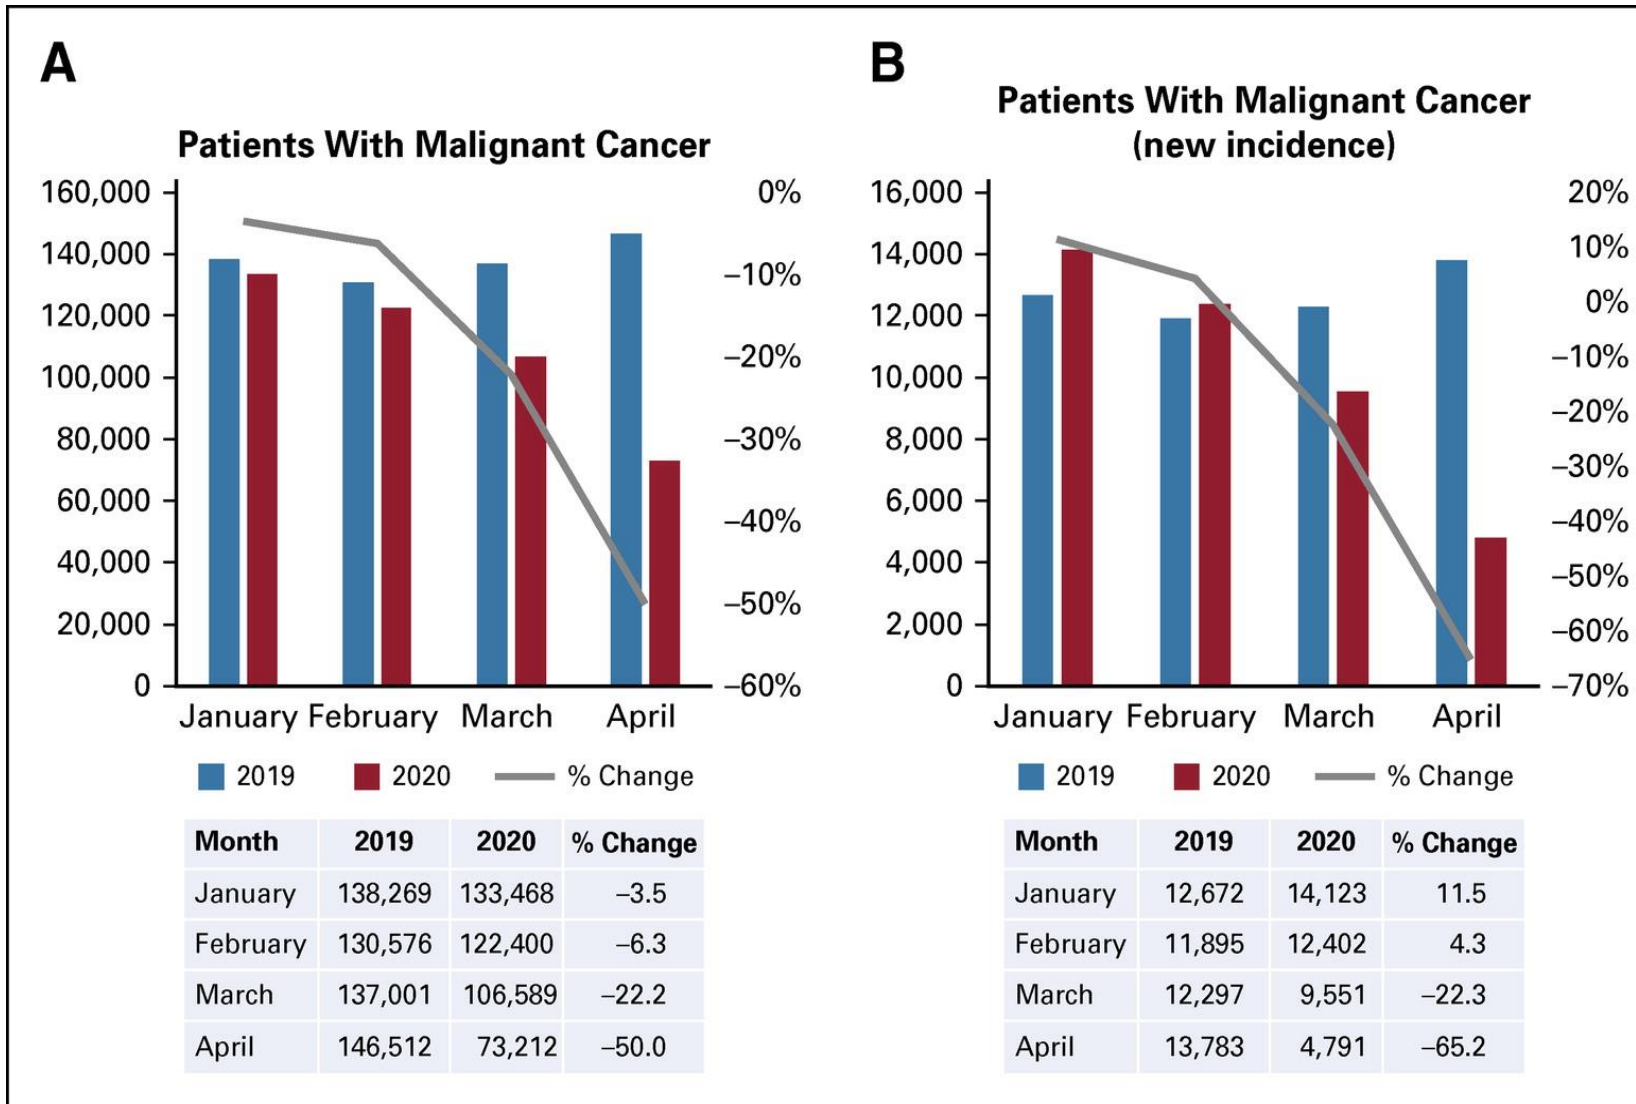 A
Patients With Malignant Cancer
160,000
140,000
120,000
100,000
80,000
60,000
40,000
20,000
0
0%
–10%
–20%
–30%
–40%
–50%
–60%
January February March April
2019 2020 % Change
Month 2019 2020 % Change
January 138,269 133,468 –3.5
February 130,576 122,400 –6.3
March 137,001 106,589 –22.2
April 146,512 73,212 –50.0
B
Patients With Malignant Cancer
(new incidence)
16,000
14,000
12,000
10,000
8,000
6,000
4,000
2,000
0
20%
10%
0%
–10%
–20%
–30%
–40%
–50%
–60%
–70%
January February March April
2019 2020 % Change
Month 2019 2020 % Change
January 12,672 14,123 11.5
February 11,895 12,402 4.3
March 12,297 9,551 –22.3
April 13,783 4,791 –65.2